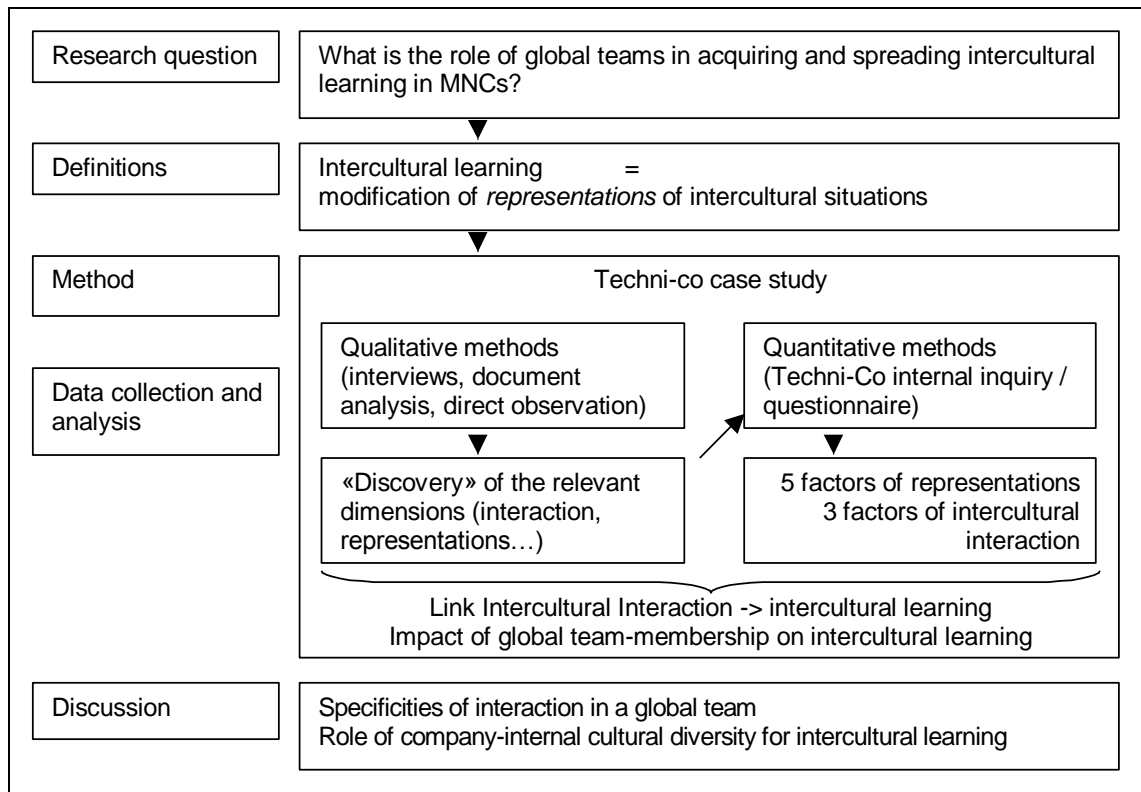 Research question
What is the role of global teams in acquiring and spreading intercultural
learning in MNCs?
Definitions
Intercultural learning =
modification of representations of intercultural situations
Method
Techni-co case study
Data collection and
analysis
Qualitative methods
(interviews, document
analysis, direct observation)
Quantitative methods
(Techni-Co internal inquiry /
questionnaire)
«Discovery» of the relevant
dimensions (interaction,
representations…)
5 factors of representations
3 factors of intercultural
interaction
Link Intercultural Interaction -> intercultural learning
Impact of global team-membership on intercultural learning
Discussion
Specificities of interaction in a global team
Role of company-internal cultural diversity for intercultural learning